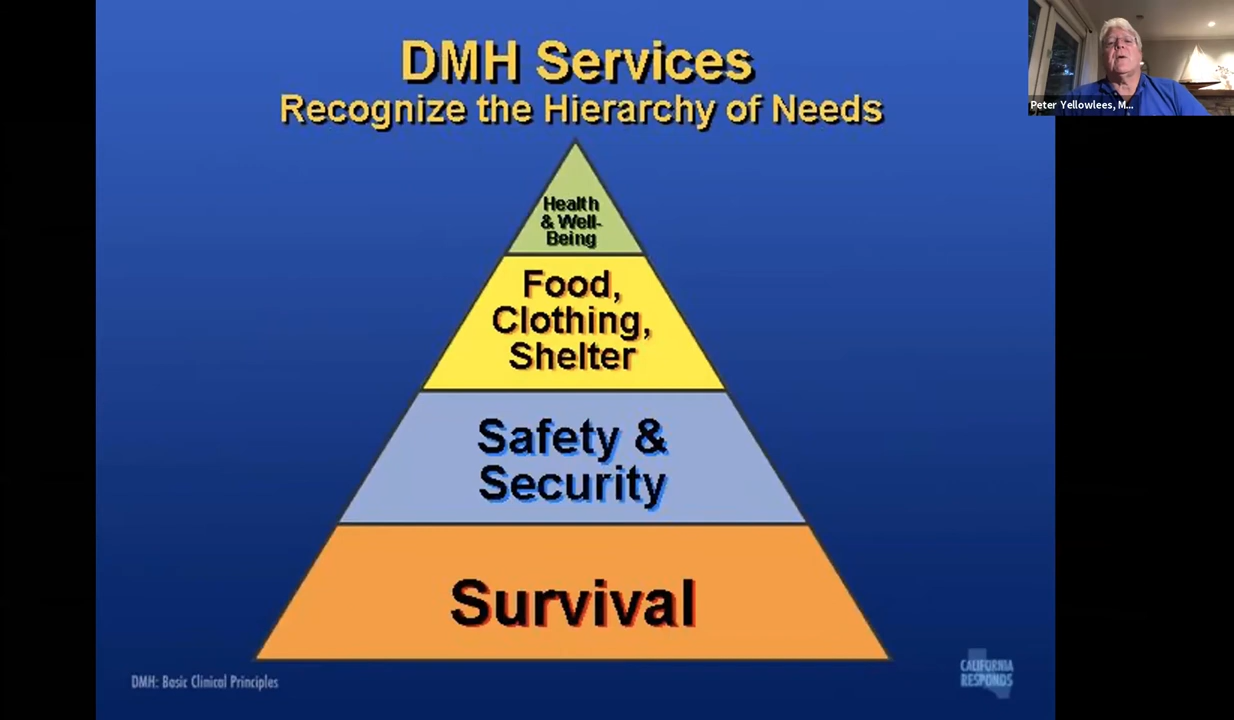 DMH Services
Recognize the Hierarchy of Needs
Peter Yellowlees, M...
Health
& Well-
Being
Food,
Clothing,
Shelter
Safety &
Security
Survival
DMH: Basic Clinical Principles
CALIFORNIA
RESPONDS